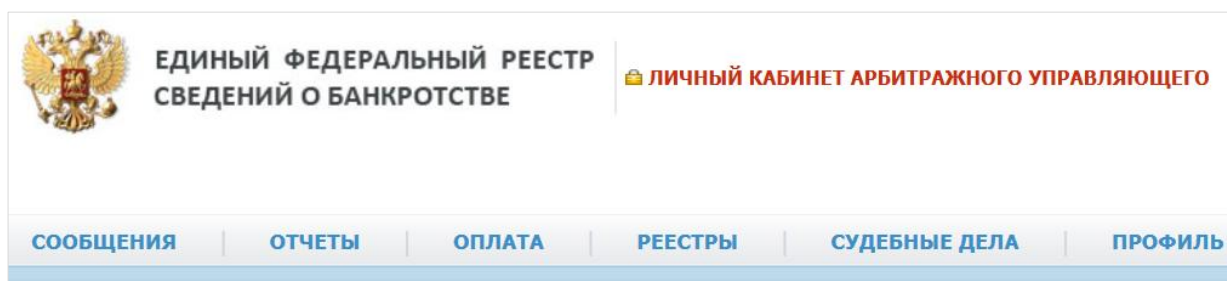 ЕДИНЫЙ ФЕДЕРАЛЬНЫЙ РЕЕСТР
СВЕДЕНИЙ О БАНКРОТСТВЕ
ЛИЧНЫЙ КАБИНЕТ АРБИТРАЖНОГО УПРАВЛЯЮЩЕГО
СООБЩЕНИЯ ОТЧЕТЫ ОПЛАТА РЕЕСТРЫ СУДЕБНЫЕ ДЕЛА ПРОФИЛЬ